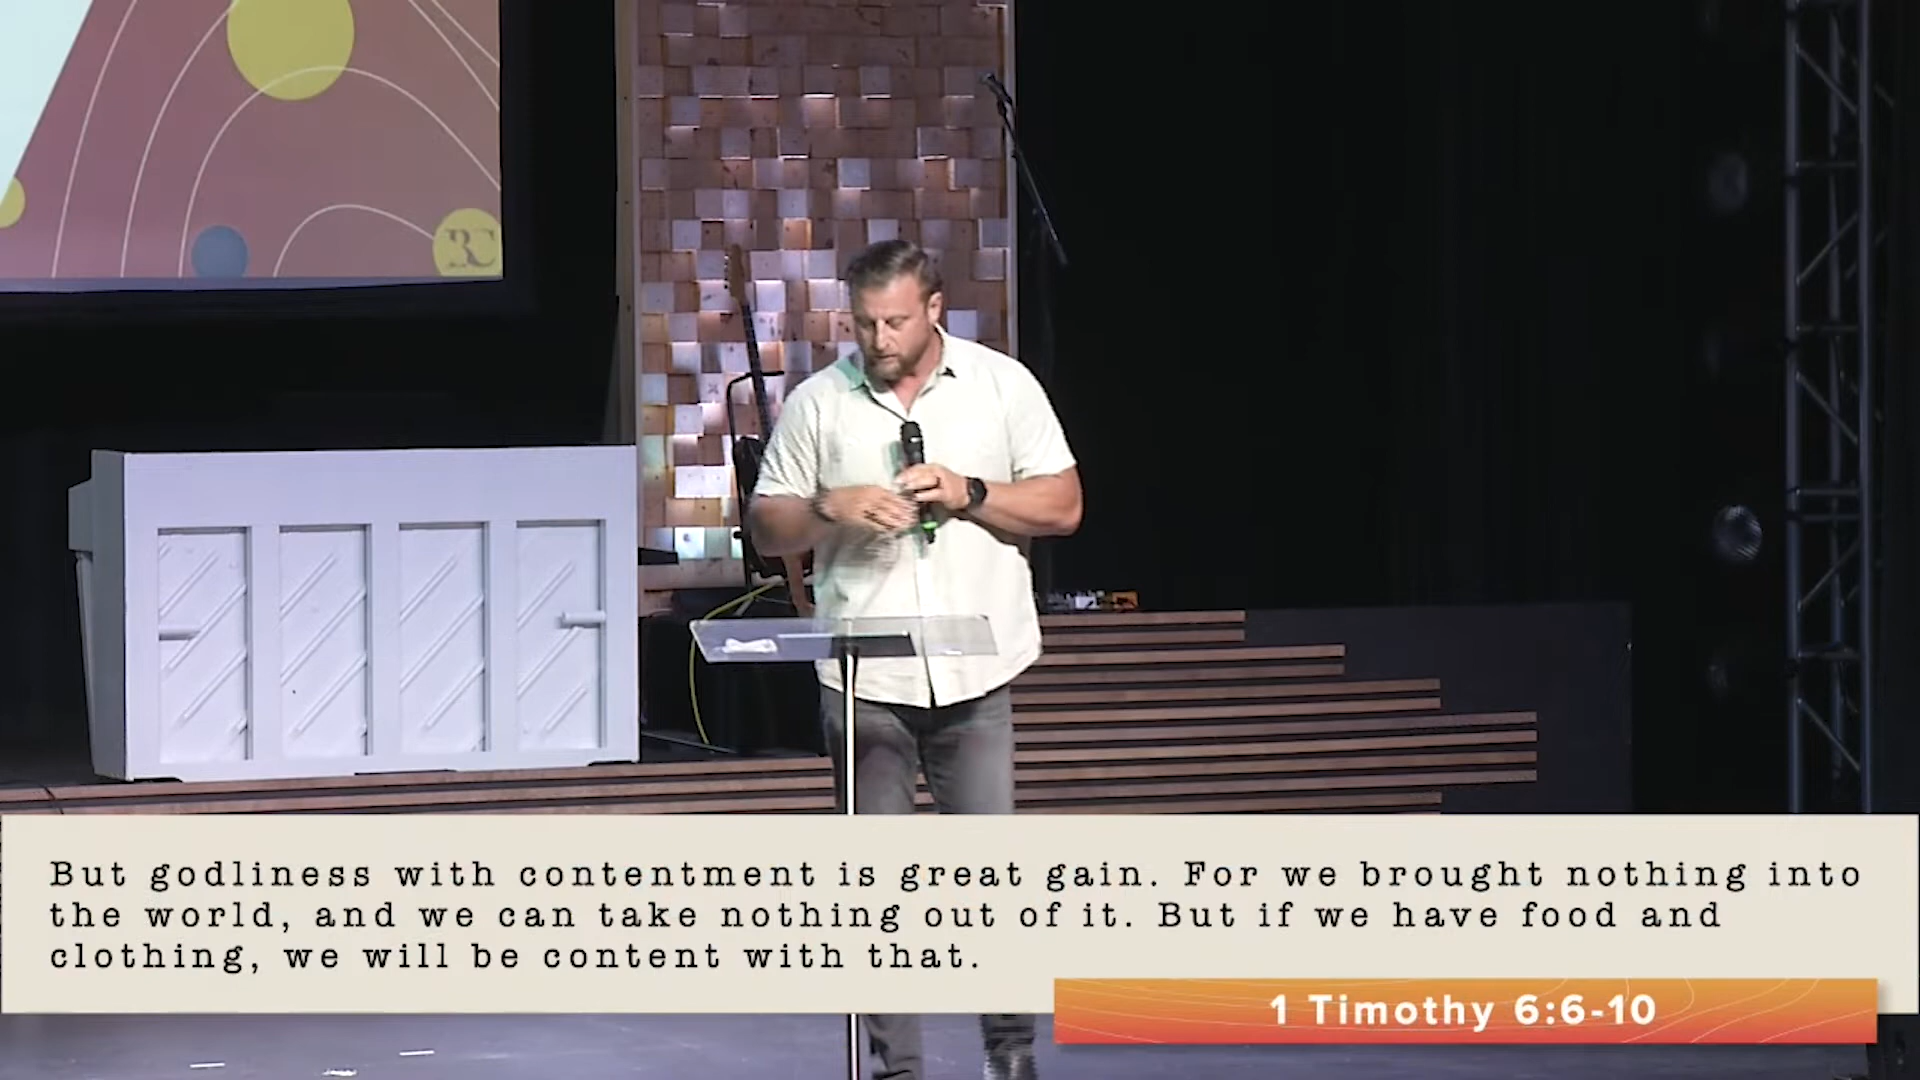 But godliness with contentment is great gain. For we brought nothing into
the world, and we can take nothing out of it. But if we have food and
clothing, we will be content with that.
1 Timothy 6:6-10